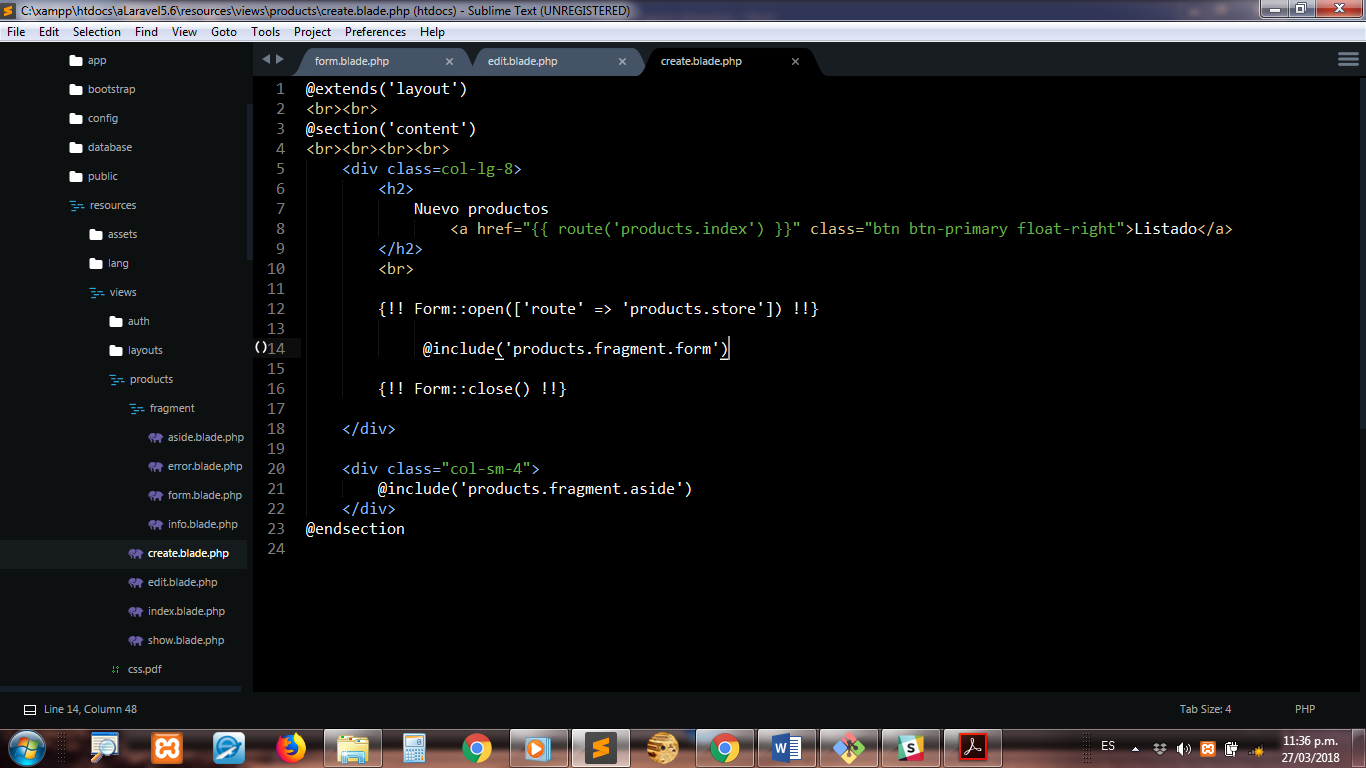 C:\xampp\htdocs\aLaravel5.6\resources\views\products\create.blade.php (htdocs) - Sublime Text (UNREGISTERED)
File Edit Selection Find View Goto Tools Project Preferences Help
app
bootstrap
config
database
public
resources
assets
lang
views
auth
layouts
products
fragment
aside.blade.php
error.blade.php
form.blade.php
info.blade.php
create.blade.php
edit.blade.php
index.blade.php
show.blade.php
css.pdf
form.blade.php × edit.blade.php × create.blade.php ×
1 @extends('layout')
2 <br><br>
3 @section('content')
4 <br><br><br><br>
5 <div class=col-lg-8>
6 <h2>
7 Nuevo productos
8 <a href="{{ route('products.index') }}" class="btn btn-primary float-right">Listado</a>
9 </h2>
10 <br>
11
12 {!! Form::open(['route' => 'products.store']) !!}
13
14 @include('products.fragment.form')
15
16 {!! Form::close() !!}
17
18 </div>
19
20 <div class="col-sm-4">
21 @include('products.fragment.aside')
22 </div>
23 @endsection
24
Line 14, Column 48 Tab Size: 4 PHP
ES 11:36 p.m.
27/03/2018